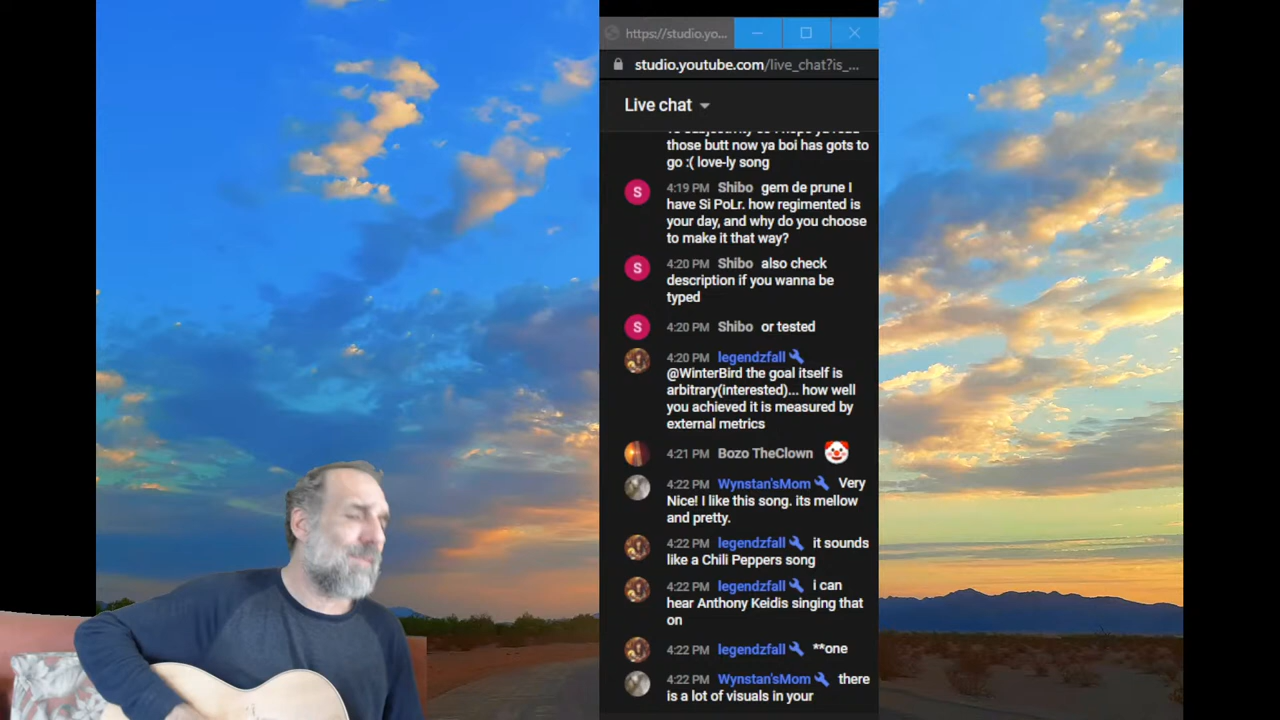 https://studio.yo...
studio.youtube.com/live_chat?is_...
Live chat
those butt now ya boi has gots to
go :( love-ly song
4:19 PM Shibo gem de prune I
have Si PoLr. how regimented is
your day, and why do you choose
to make it that way?
4:20 PM Shibo also check
description if you wanna be
typed
4:20 PM Shibo or tested
4:20 PM legendzfall
@WinterBird the goal itself is
arbitrary(interested)... how well
you achieved it is measured by
external metrics
4:21 PM Bozo TheClown
4:22 PM Wynstan'sMom Very
Nice! I like this song. its mellow
and pretty.
4:22 PM legendzfall it sounds
like a Chili Peppers song
4:22 PM legendzfall i can
hear Anthony Keidis singing that
on
4:22 PM legendzfall **one
4:22 PM Wynstan'sMom there
is a lot of visuals in your
S
S
S